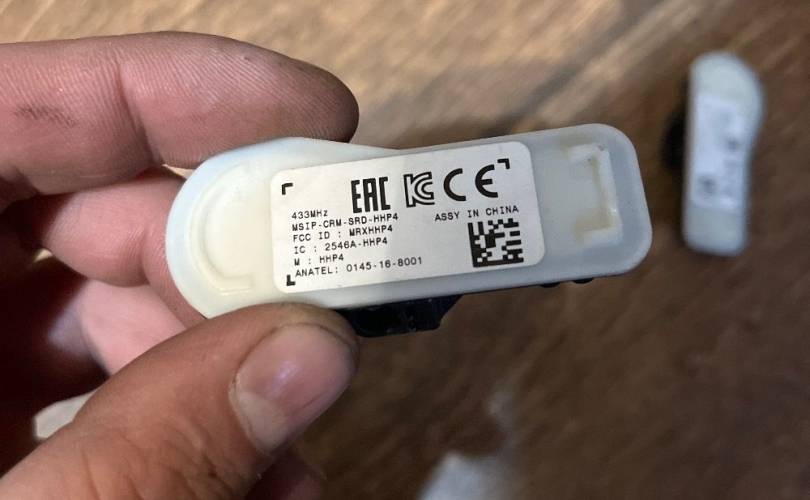 EAC KC CE
433MHz
MSIP-CRM-SRD-HHP4
ASSY IN CHINA
FCC ID : MRXHHP4
IC : 2546A-HHP4
M : HHP4
ANATEL: 0145-16-8001